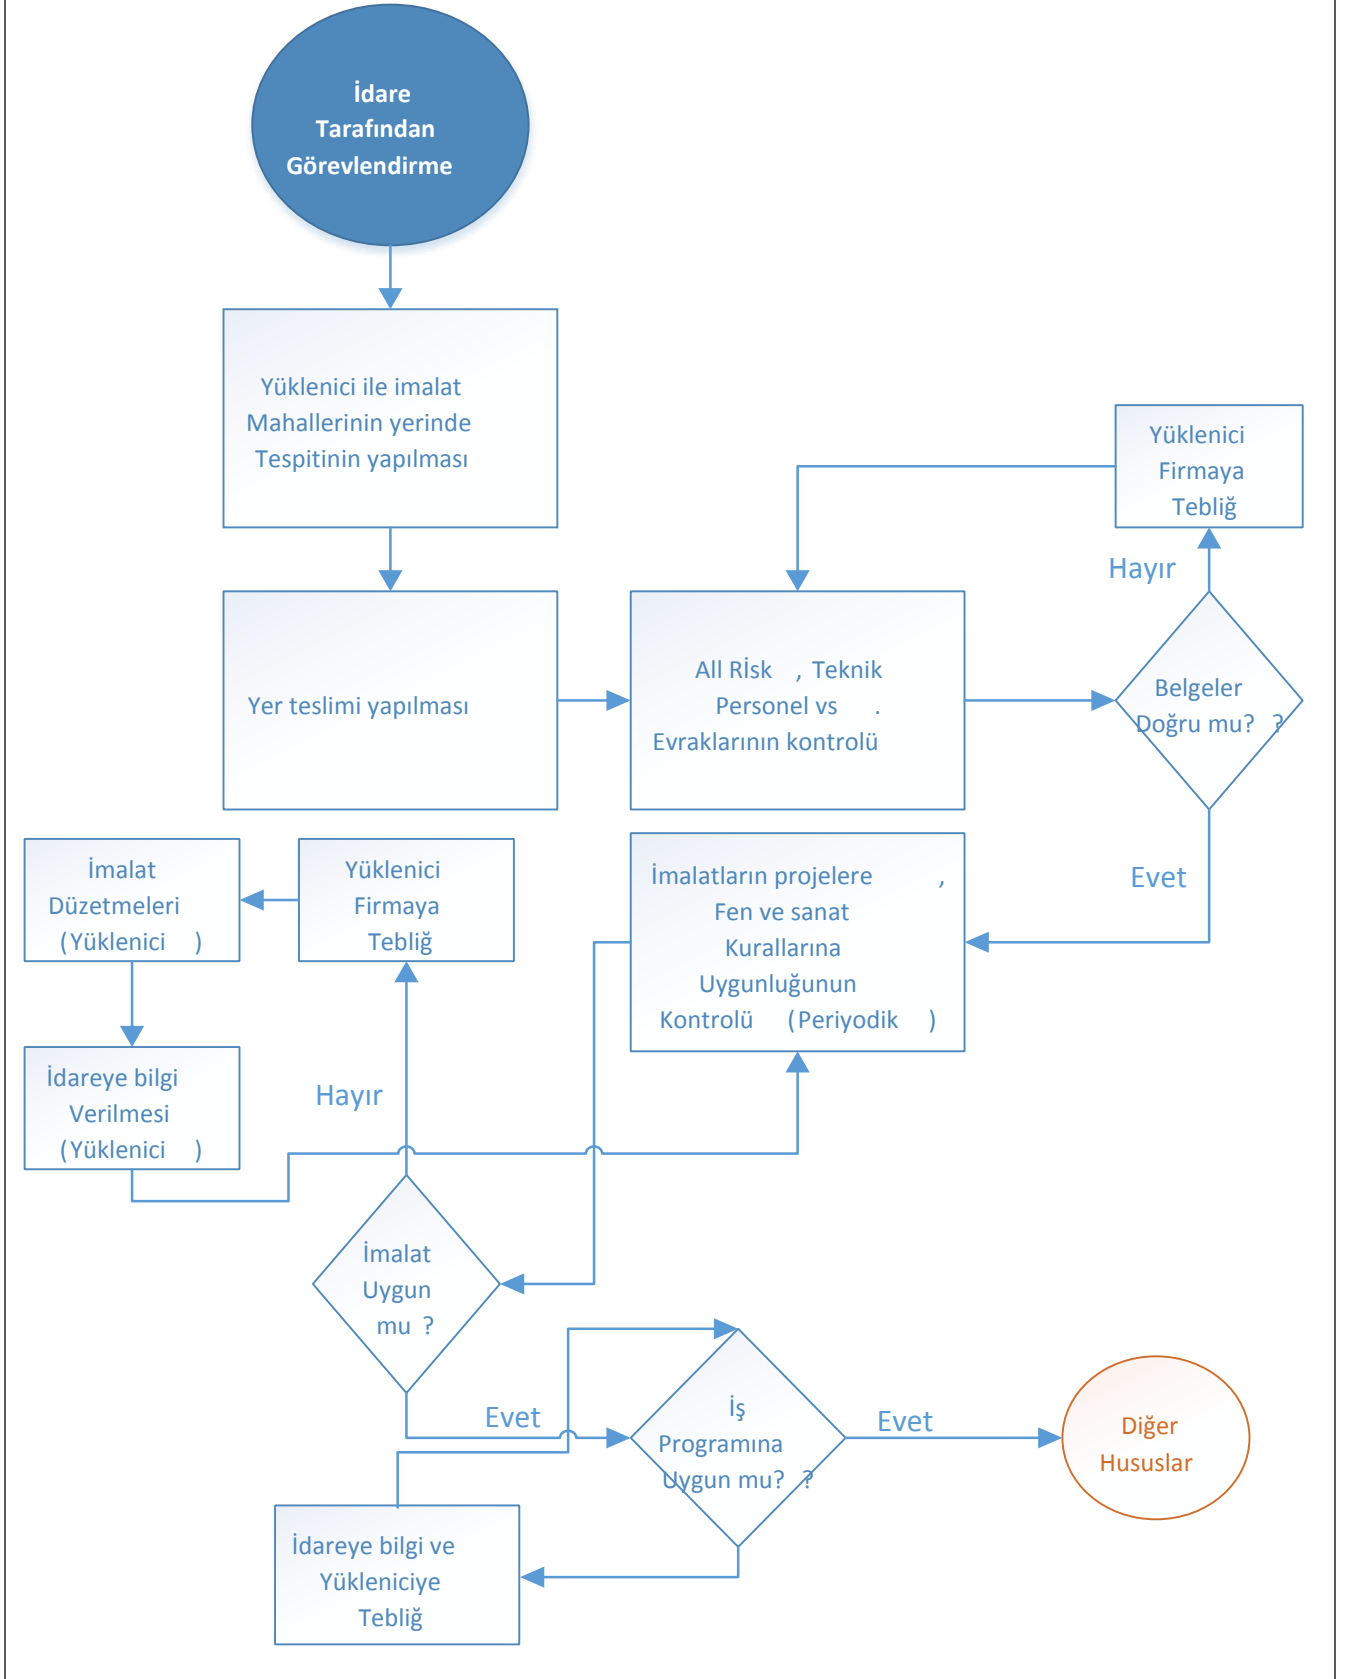 İdare
Tarafından
Görevlendirme
Yüklenici ile imalat
Mahallerinin yerinde
Tespitinin yapılması
Yüklenici
Firmaya
Tebliğ
Hayır
Yer teslimi yapılması
All Rİsk , Teknik
Personel vs .
Evraklarının kontrolü
Belgeler
Doğru mu? ?
Evet
İmalat
Düzetmeleri
(Yüklenici )
Yüklenici
Firmaya
Tebliğ
İmalatların projelere ,
Fen ve sanat
Kurallarına
Uygunluğunun
Kontrolü (Periyodik )
İdareye bilgi
Verilmesi
(Yüklenici )
Hayır
İmalat
Uygun
mu ?
Evet
İş
Programına
Uygun mu? ?
Evet
Diğer
Hususlar
İdareye bilgi ve
Yükleniciye
Tebliğ